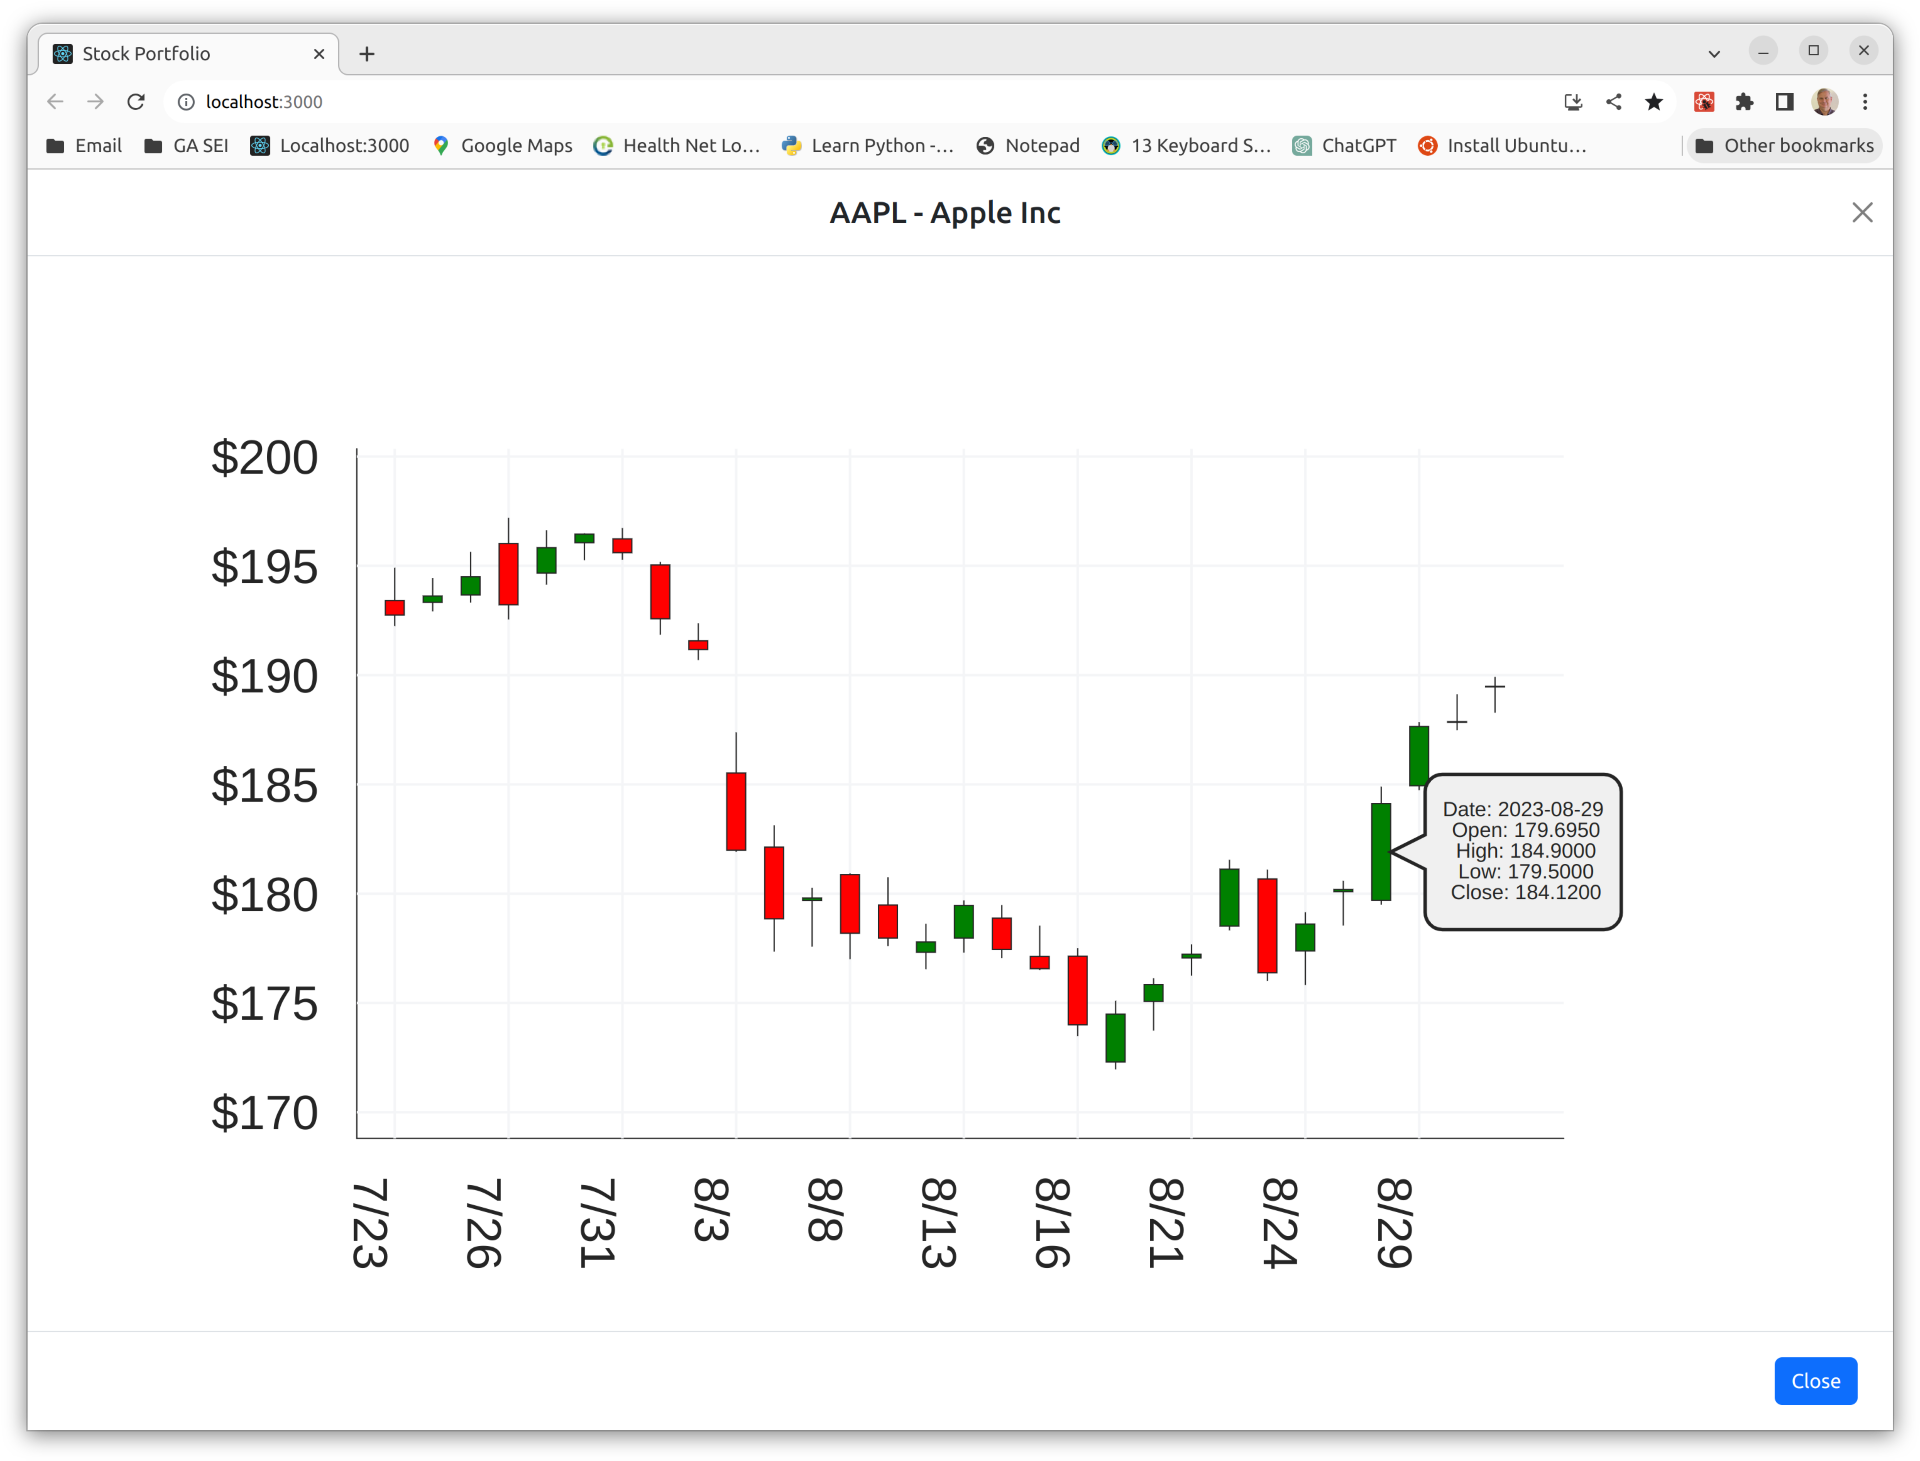 Stock Portfolio
localhost:3000
Email GA SEI Localhost:3000 Google Maps Health Net Lo... Learn Python -... Notepad 13 Keyboard S... ChatGPT Install Ubuntu... Other bookmarks
AAPL - Apple Inc
$200
$195
$190
$185
$180
$175
$170
Date: 2023-08-29
Open: 179.6950
High: 184.9000
Low: 179.5000
Close: 184.1200
7/23 7/26 7/31 8/3 8/8 8/13 8/16 8/21 8/24 8/29
Close